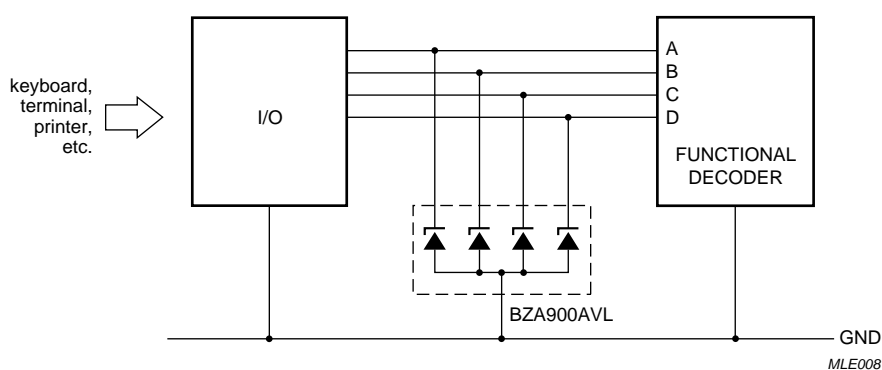 keyboard,
terminal,
printer,
etc.
I/O
A
B
C
D
FUNCTIONAL
DECODER
BZA900AVL
GND
MLE008